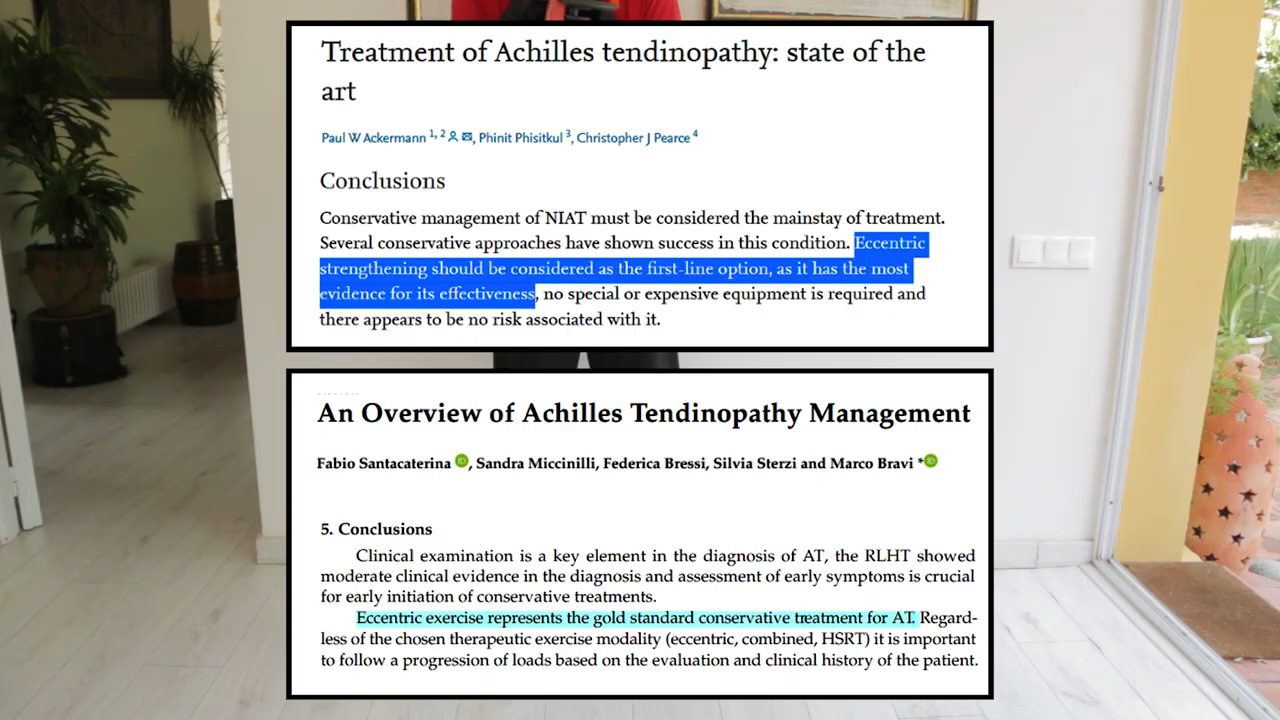 Treatment of Achilles tendinopathy: state of the
art
Paul W Ackermann 1, 2, Phinit Phisitkul 3, Christopher J Pearce 4
Conclusions
Conservative management of NIAT must be considered the mainstay of treatment.
Several conservative approaches have shown success in this condition. Eccentric
strengthening should be considered as the first-line option, as it has the most
evidence for its effectiveness, no special or expensive equipment is required and
there appears to be no risk associated with it.
An Overview of Achilles Tendinopathy Management
Fabio Santacaterina iD, Sandra Miccinilli, Federica Bressi, Silvia Sterzi and Marco Bravi * iD
5. Conclusions
Clinical examination is a key element in the diagnosis of AT, the RLHT showed
moderate clinical evidence in the diagnosis and assessment of early symptoms is crucial
for early initiation of conservative treatments.
Eccentric exercise represents the gold standard conservative treatment for AT. Regard-
less of the chosen therapeutic exercise modality (eccentric, combined, HSRT) it is important
to follow a progression of loads based on the evaluation and clinical history of the patient.